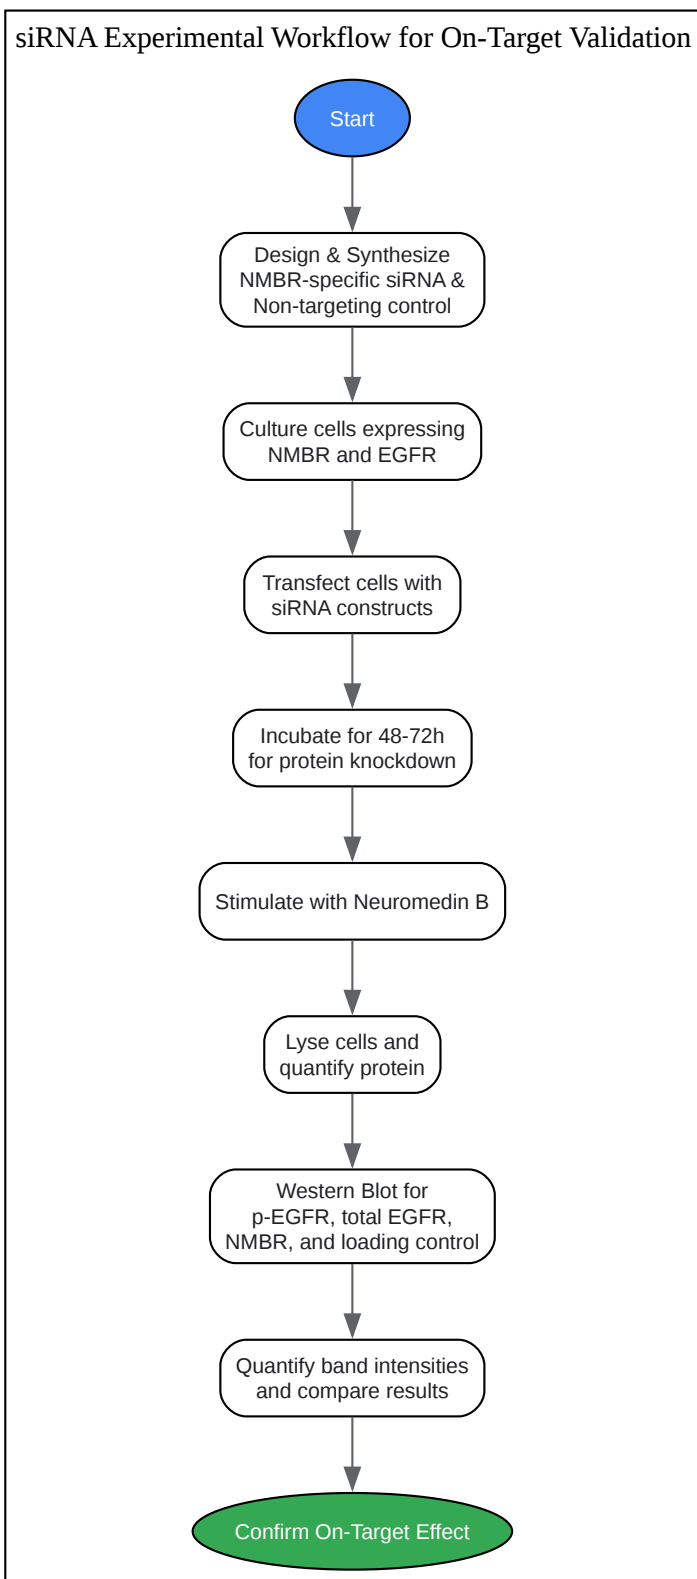 siRNA Experimental Workflow for On-Target Validation
Start
Design & Synthesize
NMBR-specific siRNA &
Non-targeting control
Culture cells expressing
NMBR and EGFR
Transfect cells with
siRNA constructs
Incubate for 48-72h
for protein knockdown
Stimulate with Neuromedin B
Lyse cells and
quantify protein
Western Blot for
p-EGFR, total EGFR,
NMBR, and loading control
Quantify band intensities
and compare results
Confirm On-Target Effect